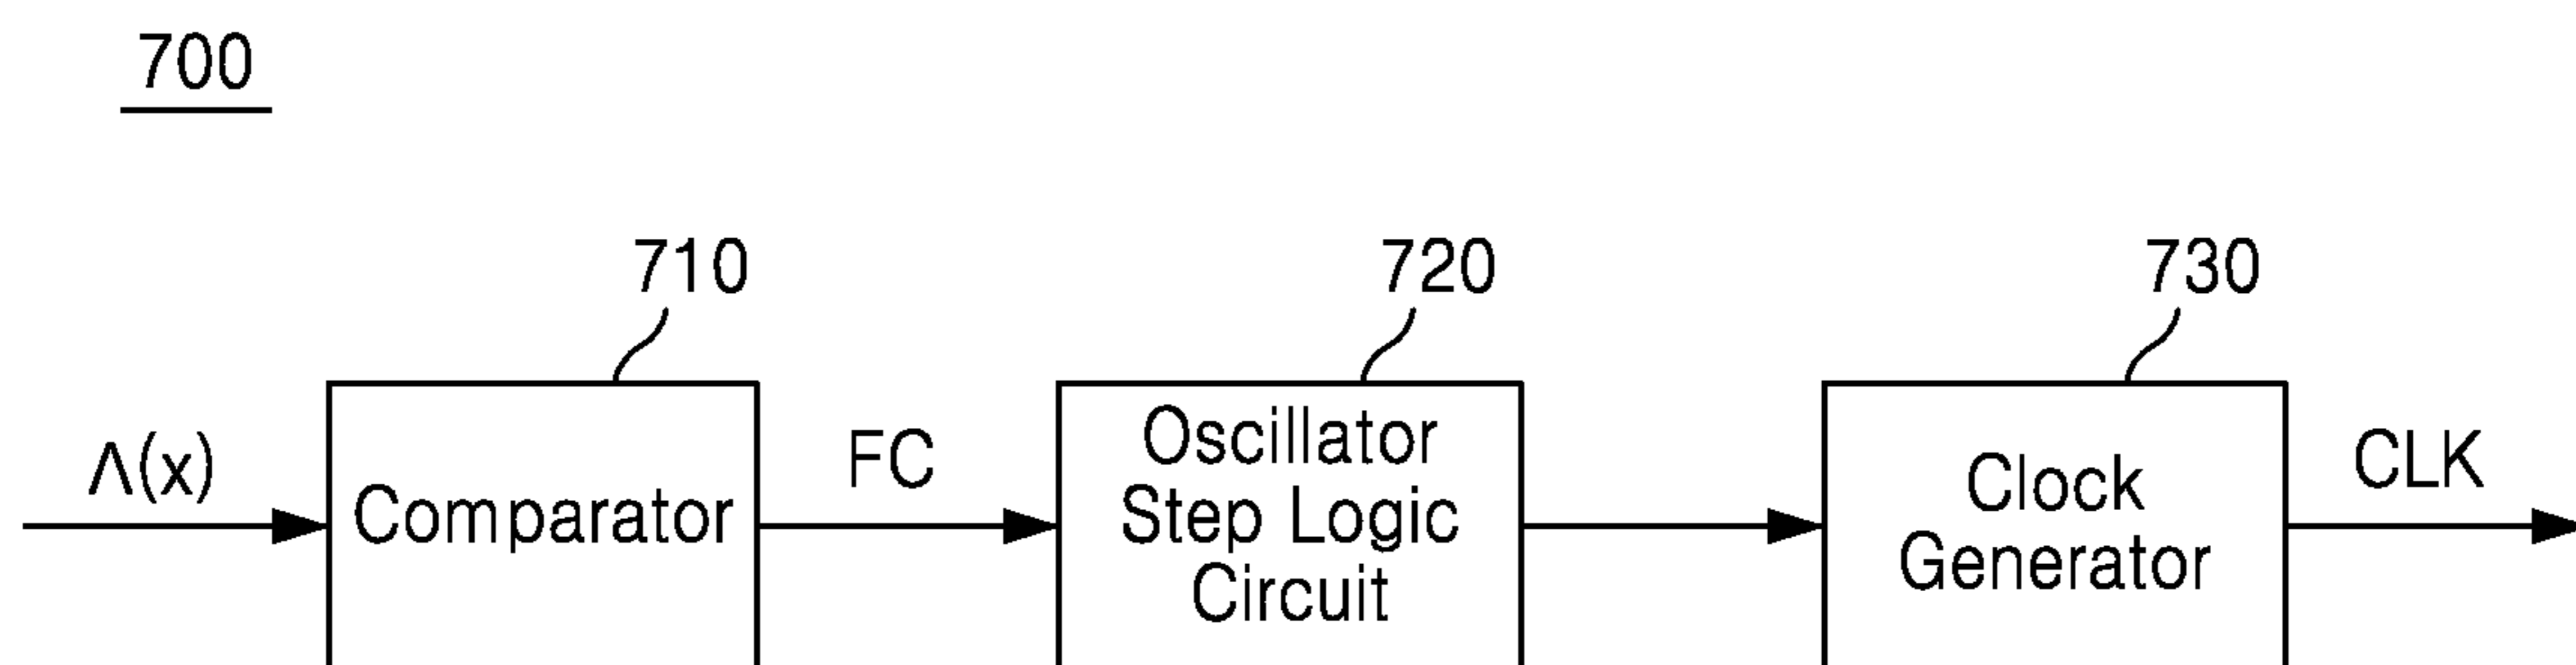 700
710
720
730
Λ(x)
Comparator
FC
Oscillator
Step Logic
Circuit
Clock
Generator
CLK